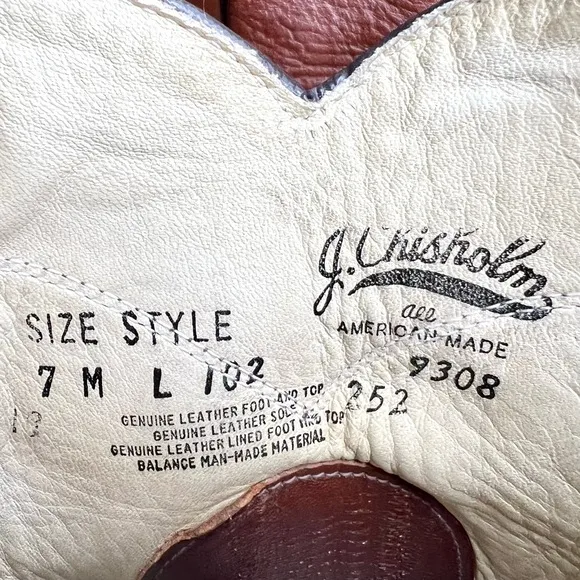 J. Chisholm
all
AMERICAN-MADE
9308
252
SIZE STYLE
7 M L 102
GENUINE LEATHER FOOT AND TOP
GENUINE LEATHER SOLE
GENUINE LEATHER LINED FOOT AND TOP
BALANCE MAN-MADE MATERIAL